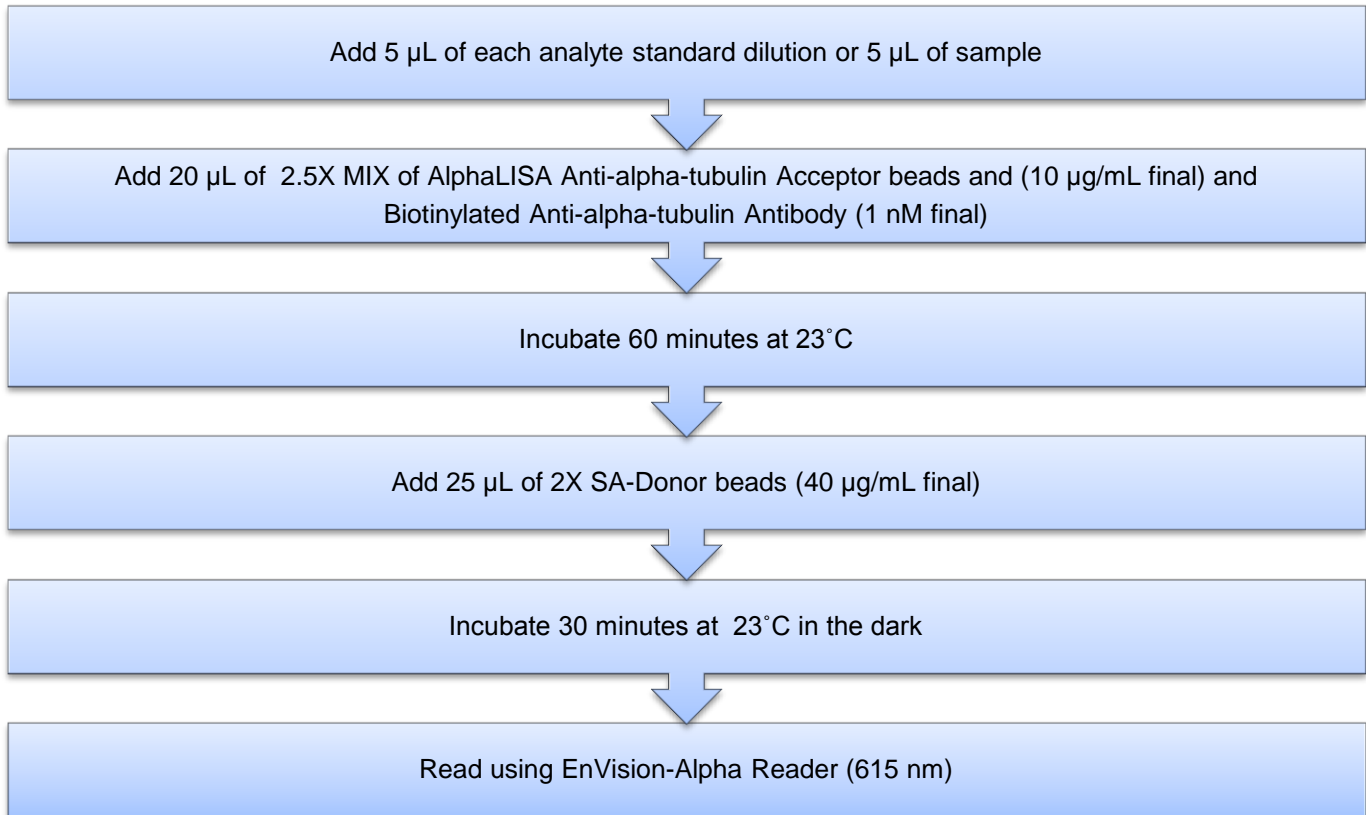 Add 5 µL of each analyte standard dilution or 5 µL of sample
Add 20 µL of  2.5X MIX of AlphaLISA Anti-alpha-tubulin Acceptor beads and (10 µg/mL final) and
Biotinylated Anti-alpha-tubulin Antibody (1 nM final)
Incubate 60 minutes at 23˚C
Add 25 µL of 2X SA-Donor beads (40 µg/mL final)
Incubate 30 minutes at  23˚C in the dark
Read using EnVision-Alpha Reader (615 nm)